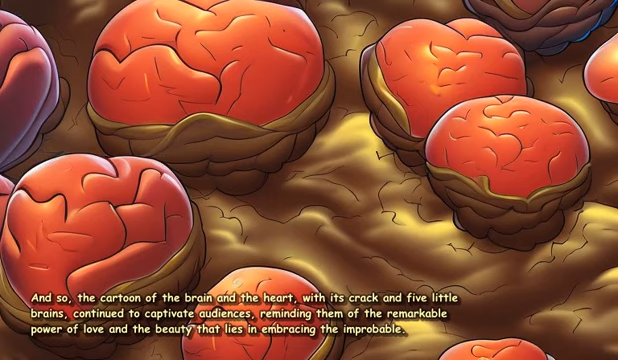 And so, the cartoon of the brain and the heart, with its crack and five little
brains, continued to captivate audiences, reminding them of the remarkable
power of love and the beauty that lies in embracing the improbable.